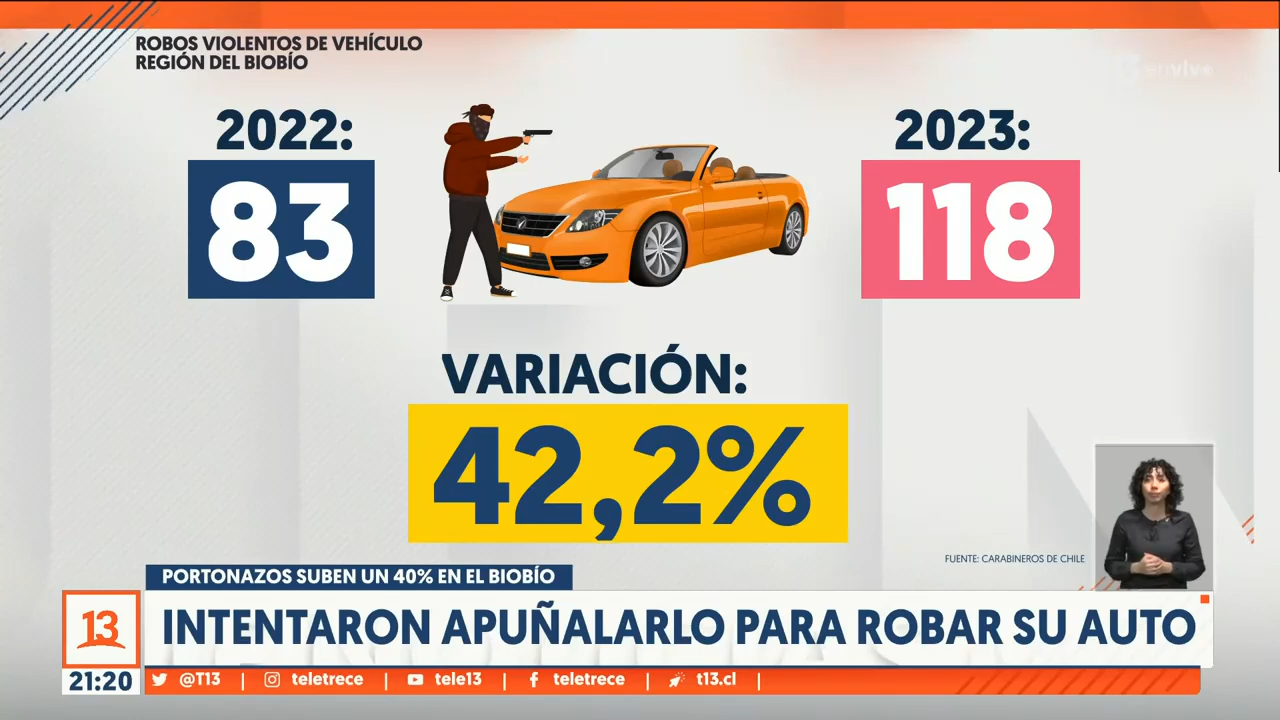 ROBOS VIOLENTOS DE VEHÍCULO
REGIÓN DEL BIOBÍO
2022:
83
2023:
118
VARIACIÓN:
42,2%
FUENTE: CARABINEROS DE CHILE
PORTONAZOS SUBEN UN 40% EN EL BIOBÍO
13
INTENTARON APUÑALARLO PARA ROBAR SU AUTO
21:20
@T13 | teletrece | tele13 | teletrece | t13.cl |